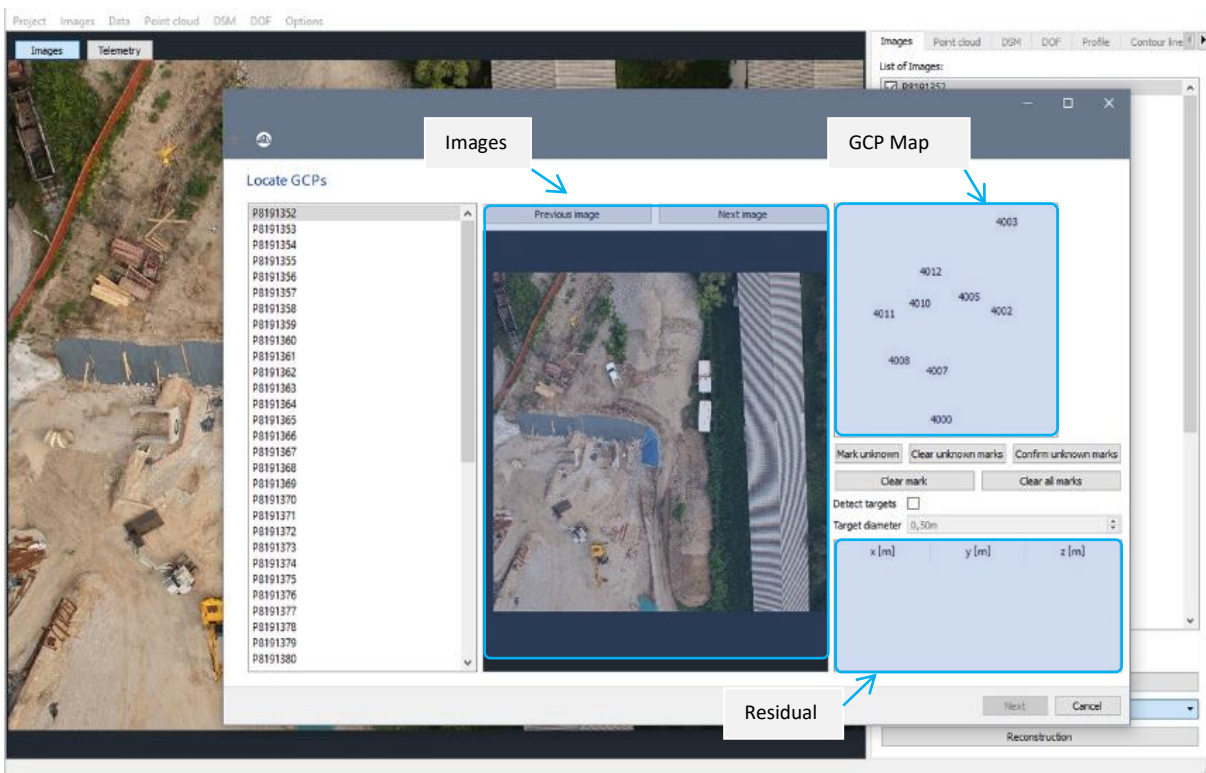 Project Images Data Point cloud DSM DOF Options
Images Telemetry
Images Point cloud DSM DOF Profile Contour line
List of Images:
P8191352
Images
GCP Map
Locate GCPs
P8191352
P8191353
P8191354
P8191355
P8191356
P8191357
P8191358
P8191359
P8191360
P8191361
P8191362
P8191363
P8191364
P8191365
P8191366
P8191367
P8191368
P8191369
P8191370
P8191371
P8191372
P8191373
P8191374
P8191375
P8191376
P8191377
P8191378
P8191379
P8191380
Previous image Next image
4003
4012
4005
4010
4002
4011
4008
4007
4000
Mark unknown Clear unknown marks Confirm unknown marks
Clear mark Clear all marks
Detect targets
Target diameter 0,50m
x [m] y [m] z [m]
Residual
Next Cancel
Reconstruction